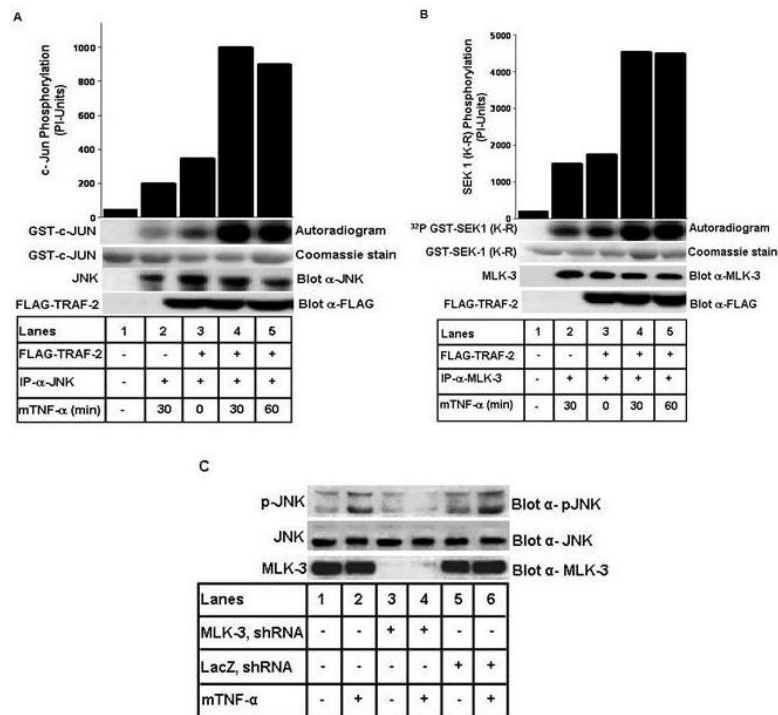 A
c-Jun Phosphorylation
(PI-Units)
1000
800
600
400
200
0
GST-c-JUN
Autoradiogram
GST-c-JUN
Coomassie stain
JNK
Blot α-JNK
FLAG-TRAF-2
Blot α-FLAG
Lanes 1 2 3 4 5
FLAG-TRAF-2 - - + + +
IP-α-JNK - + + + +
mTNF-α (min) - 30 0 30 60
B
SEK 1 (K-R) Phosphorylation
(PI-Units)
5000
4000
3000
2000
1000
0
³²P GST-SEK1 (K-R)
Autoradiogram
GST-SEK-1 (K-R)
Coomassie stain
MLK-3
Blot α-MLK-3
FLAG-TRAF-2
Blot α-FLAG
Lanes 1 2 3 4 5
FLAG-TRAF-2 - - + + +
IP-α-MLK-3 - + + + +
mTNF-α (min) - 30 0 30 60
C
p-JNK
Blot α- pJNK
JNK
Blot α- JNK
MLK-3
Blot α- MLK-3
Lanes 1 2 3 4 5 6
MLK-3, shRNA - - + + - -
LacZ, shRNA - - - - + +
mTNF-α - + - + - +